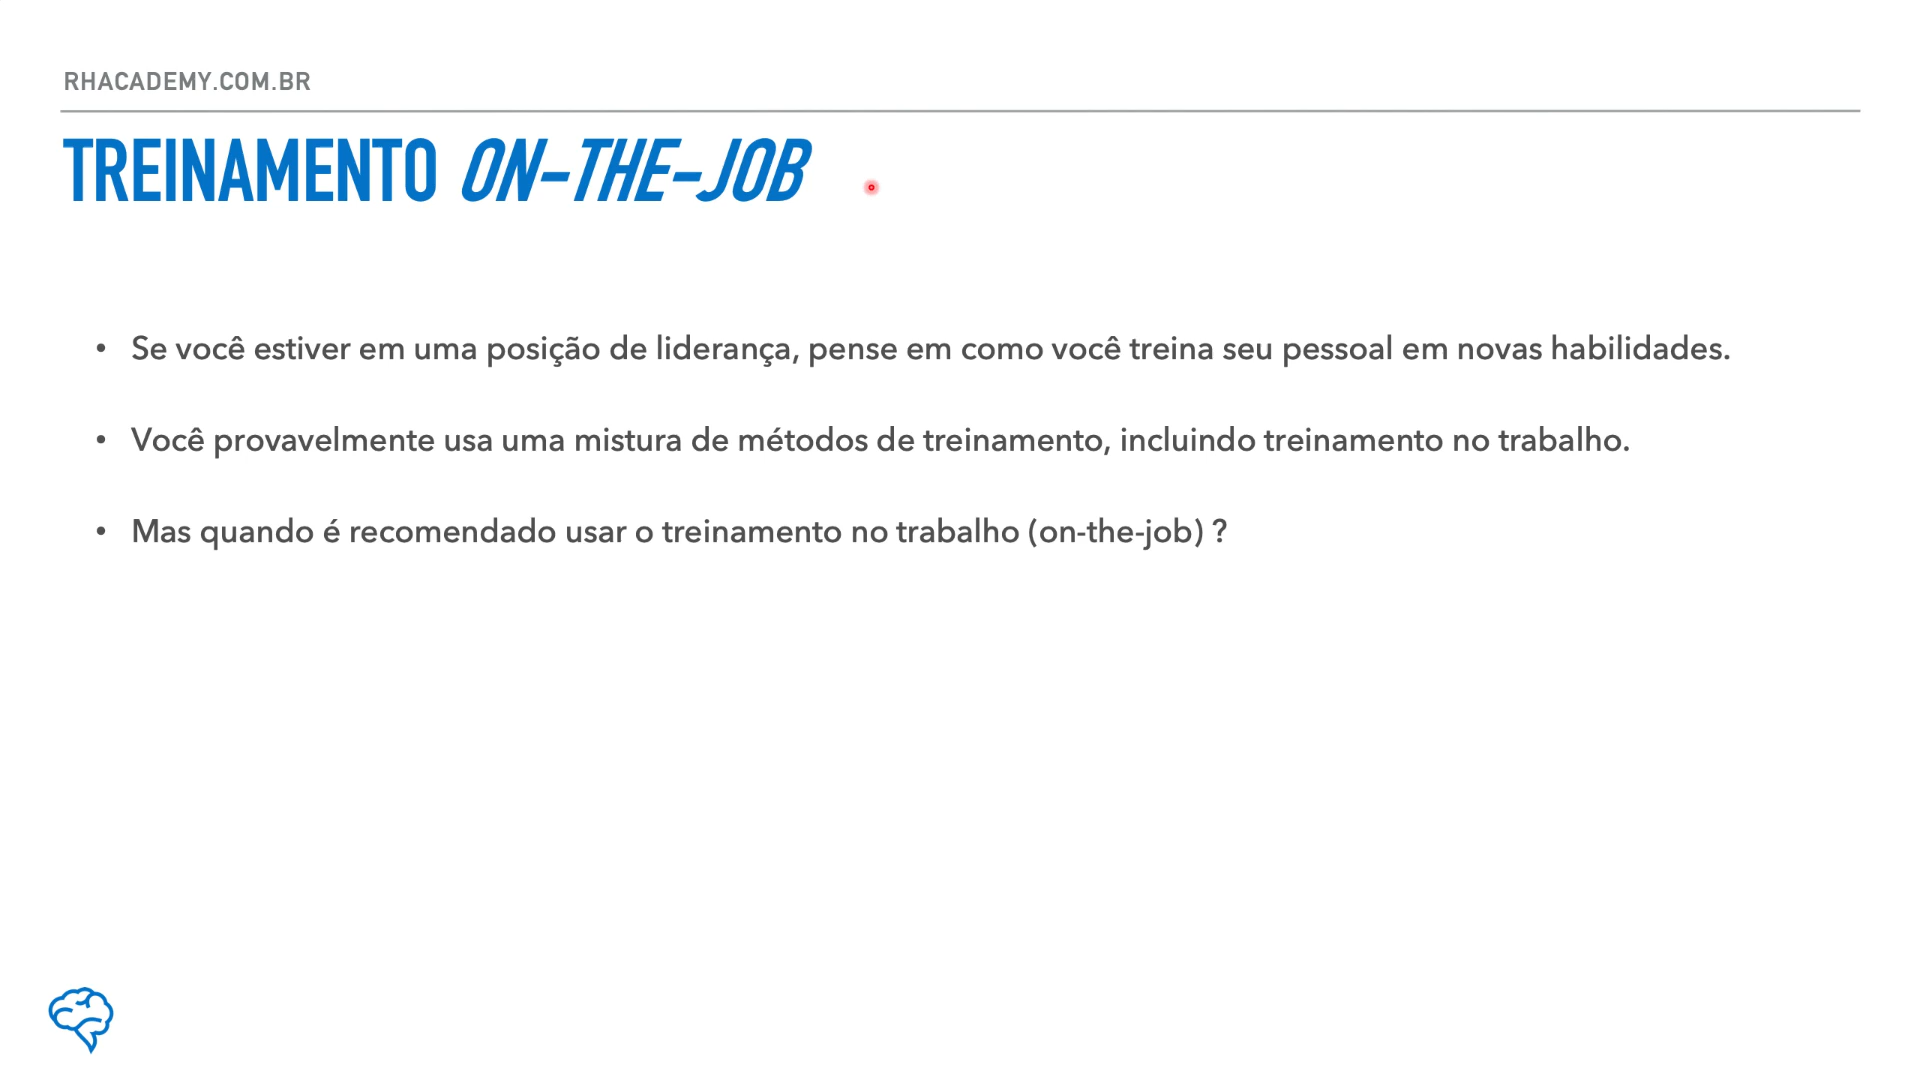 RHACADEMY.COM.BR
TREINAMENTO ON-THE-JOB
• Se você estiver em uma posição de liderança, pense em como você treina seu pessoal em novas habilidades.
• Você provavelmente usa uma mistura de métodos de treinamento, incluindo treinamento no trabalho.
• Mas quando é recomendado usar o treinamento no trabalho (on-the-job) ?